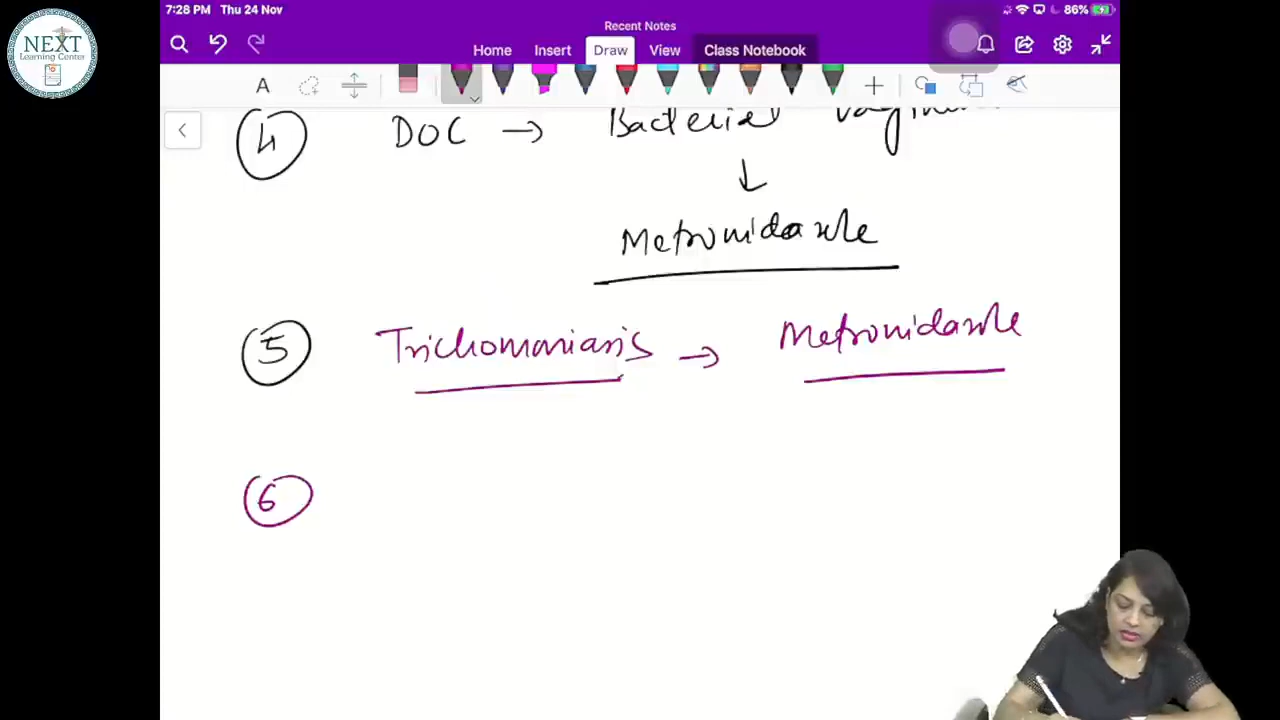 7:28 PM Thu 24 Nov
86%
Recent Notes
NEXT
Learning Center
Home Insert Draw View Class Notebook
A
4 DOC → Bacterial
↓
Metronidazole
5 Trichomoniasis → Metronidazole
6